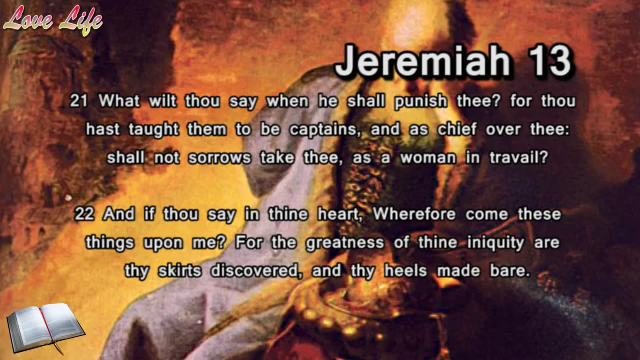 Love Life
Jeremiah 13
21 What wilt thou say when he shall punish thee? for thou
hast taught them to be captains, and as chief over thee:
shall not sorrows take thee, as a woman in travail?
22 And if thou say in thine heart, Wherefore come these
things upon me? For the greatness of thine iniquity are
thy skirts discovered, and thy heels made bare.